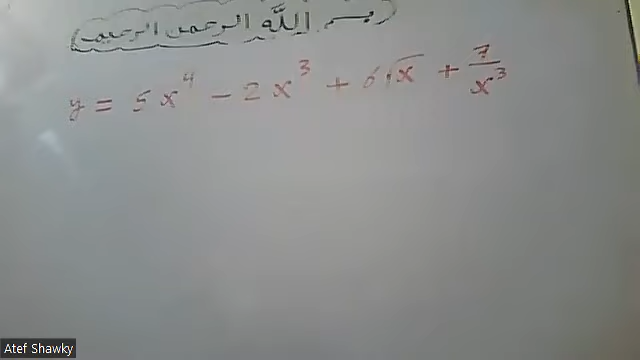 بسم الله الرحمن الرحيم
y = 5x⁴ - 2x³ + 6√x + 7/x³
Atef Shawky